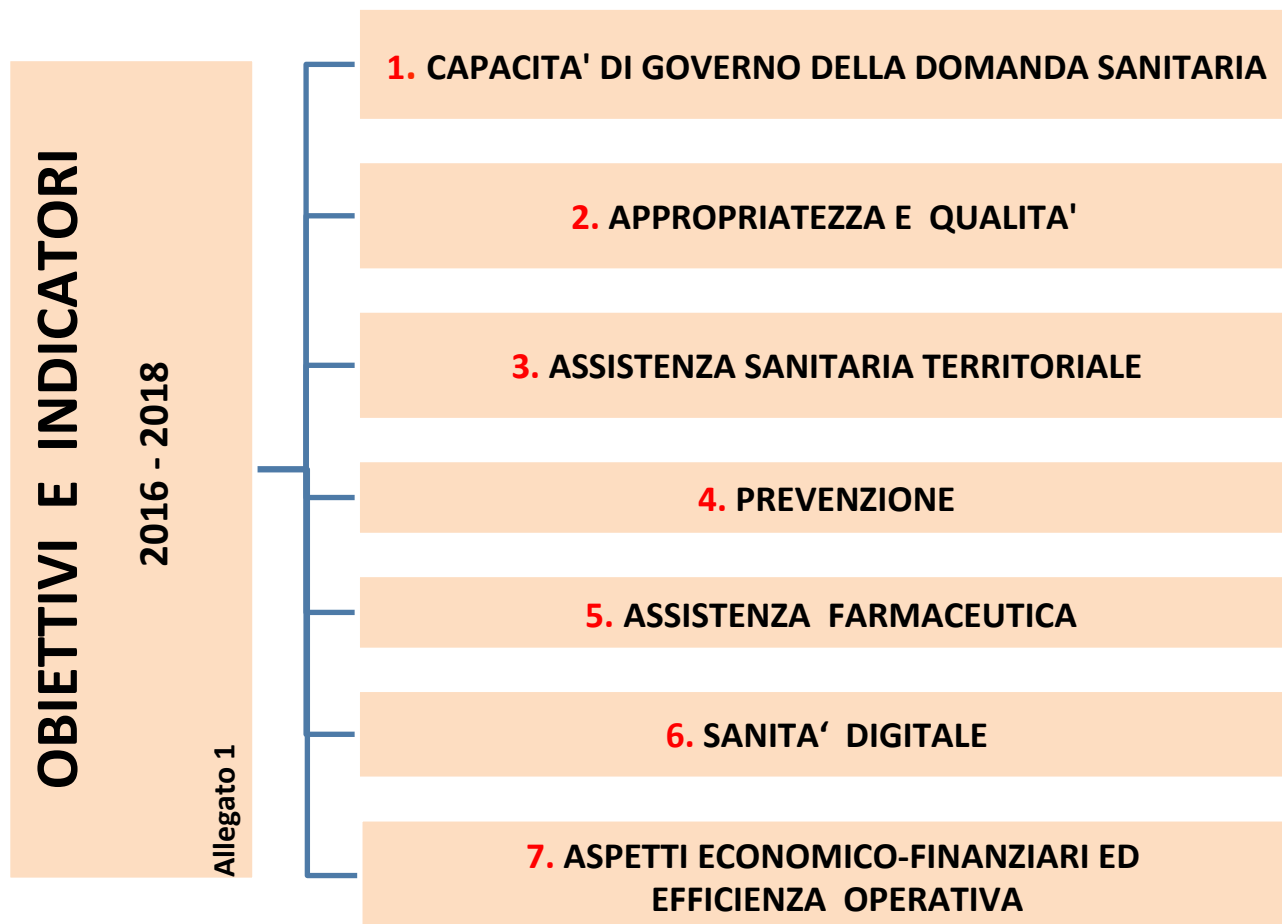 OBIETTIVI E INDICATORI
2016 - 2018
Allegato 1
1. CAPACITA' DI GOVERNO DELLA DOMANDA SANITARIA
2. APPROPRIATEZZA E QUALITA'
3. ASSISTENZA SANITARIA TERRITORIALE
4. PREVENZIONE
5. ASSISTENZA FARMACEUTICA
6. SANITA‘ DIGITALE
7. ASPETTI ECONOMICO-FINANZIARI ED
EFFICIENZA OPERATIVA